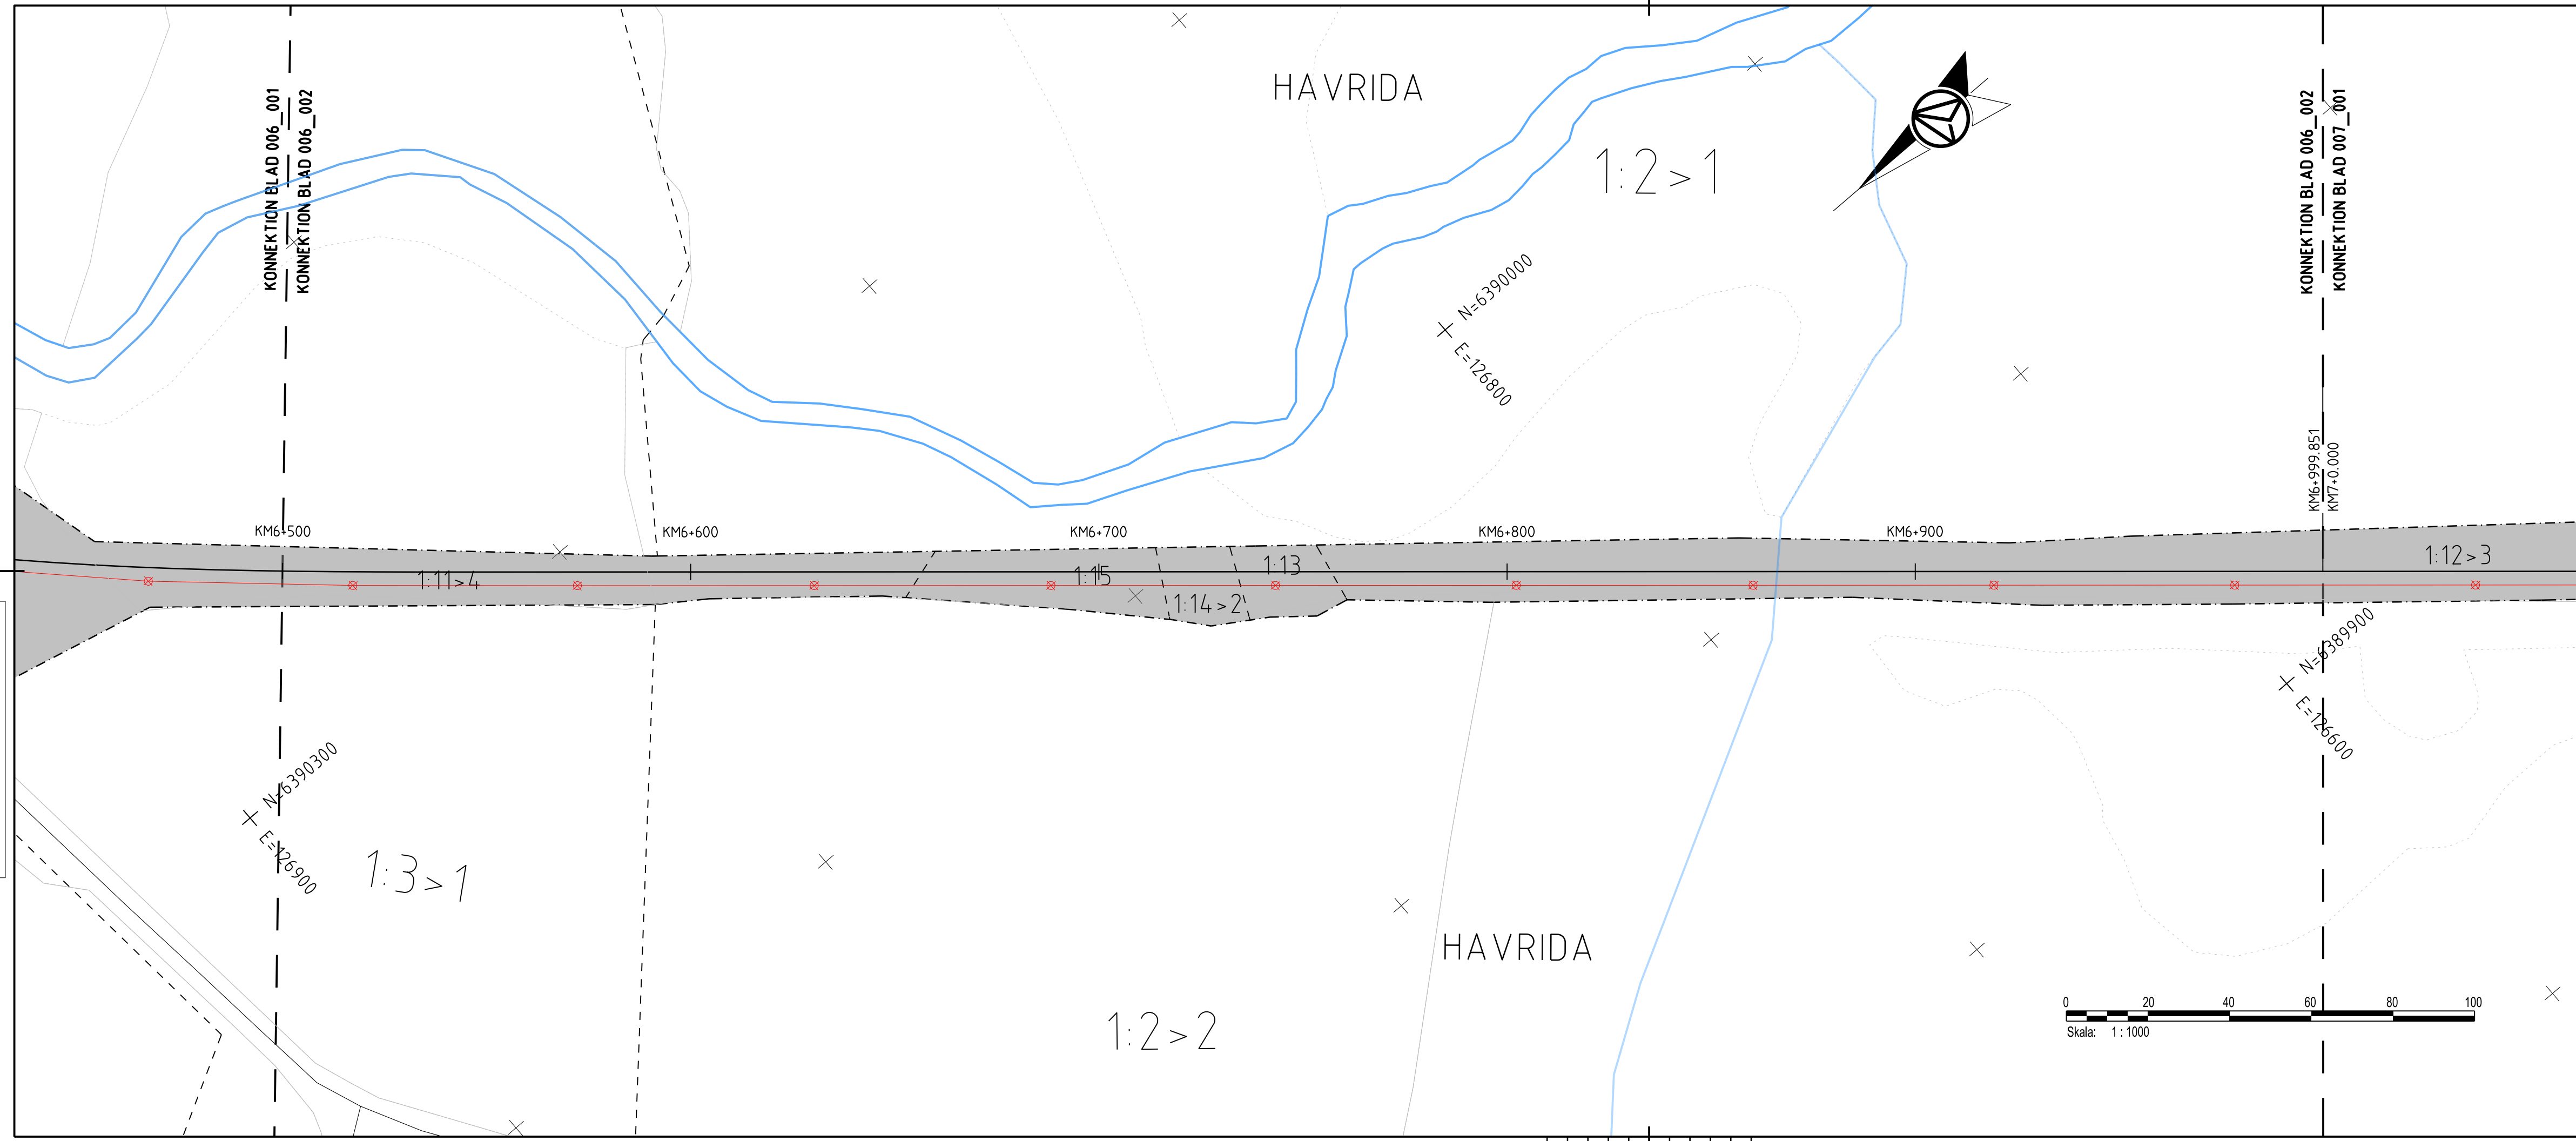 HAVRIDA
KONNEKTION BLAD 006_001
KONNEKTION BLAD 006_002
KONNEKTION BLAD 006_002
KONNEKTION BLAD 007_001
1:2>1
N=6390000
E=126800
KM6+999.851
KM7+0.000
KM6+500
KM6+600
KM6+700
KM6+800
KM6+900
1:11>4
1:15
1:13
1:14>2
1:12>3
N=6389900
E=126600
N=6390300
E=126900
1:3>1
HAVRIDA
1:2>2
0 20 40 60 80 100
Skala: 1 : 1000